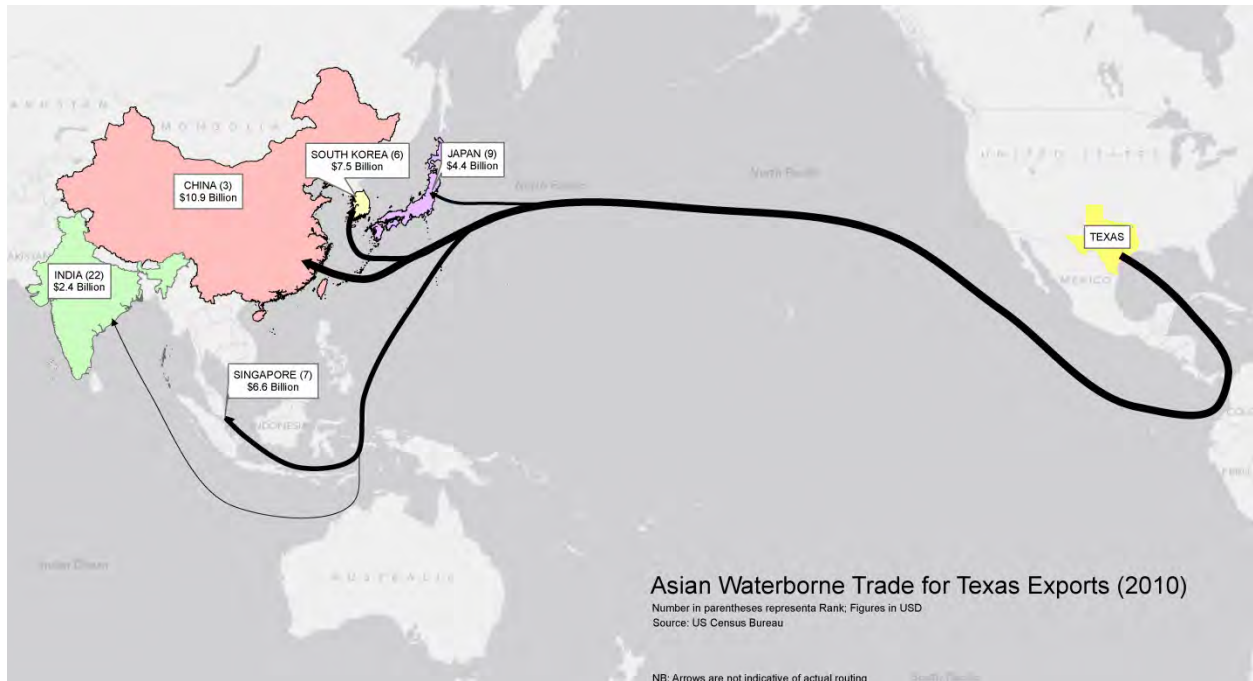 MONGOLIA
SOUTH KOREA (6)
$7.5 Billion
JAPAN (9)
$4.4 Billion
North Pacific
North Pacific
UNITED STATES
CHINA (3)
$10.9 Billion
TEXAS
MEXICO
INDIA (22)
$2.4 Billion
SINGAPORE (7)
$6.6 Billion
INDONESIA
Indian Ocean
AUSTRALIA
Asian Waterborne Trade for Texas Exports (2010)
Number in parentheses representa Rank; Figures in USD
Source: US Census Bureau
NB: Arrows are not indicative of actual routing